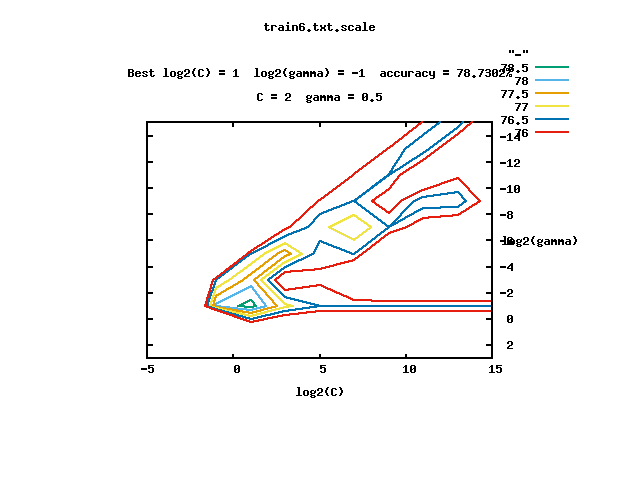 train6.txt.scale
"-"
Best log2(C) = 1  log2(gamma) = -1  accuracy = 78.7302%
78.5
78
77.5
77
76.5
76
C = 2  gamma = 0.5
-14
-12
-10
-8
-6
-4
-2
0
2
log2(gamma)
-5 0 5 10 15
log2(C)